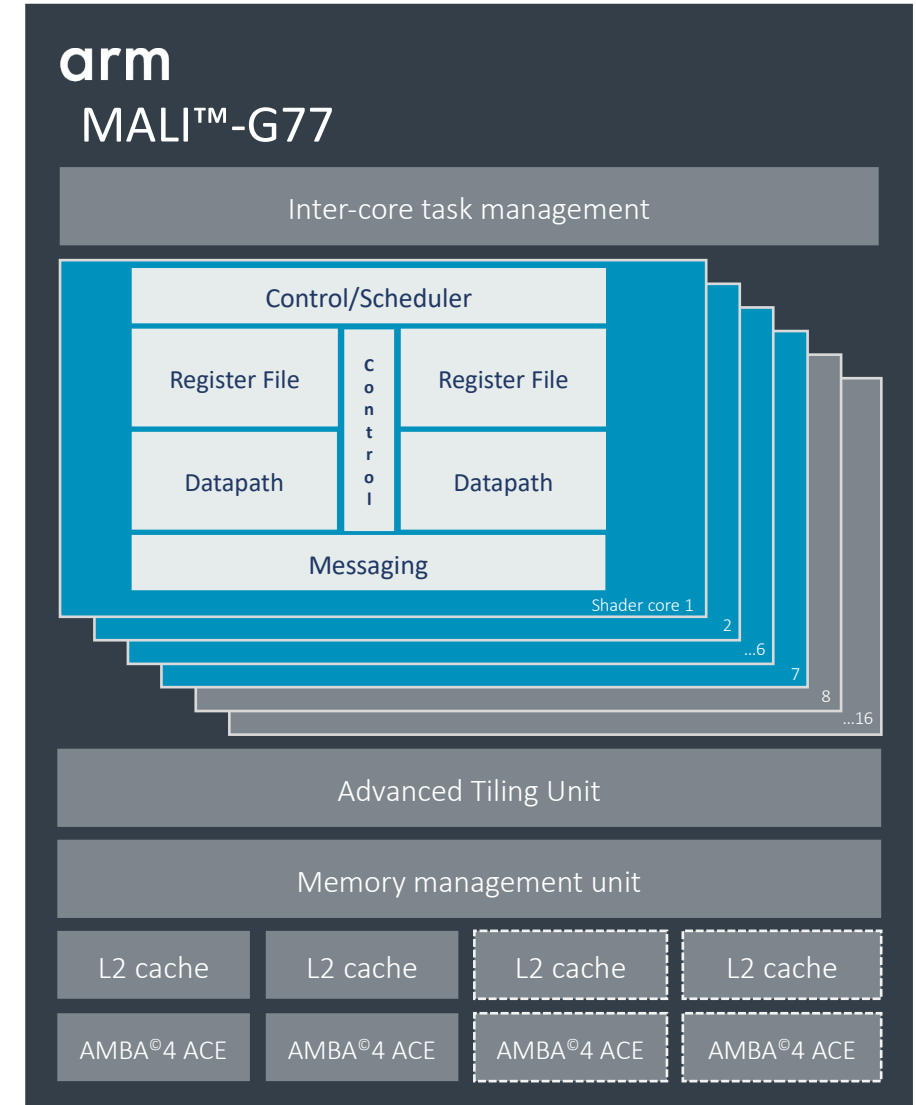 arm
MALI™-G77
Inter-core task management
Control/Scheduler
Register File
Control
Register File
Datapath
Datapath
Messaging
Shader core 1
2
...6
7
8
...16
Advanced Tiling Unit
Memory management unit
L2 cache
L2 cache
L2 cache
L2 cache
AMBA©4 ACE
AMBA©4 ACE
AMBA©4 ACE
AMBA©4 ACE